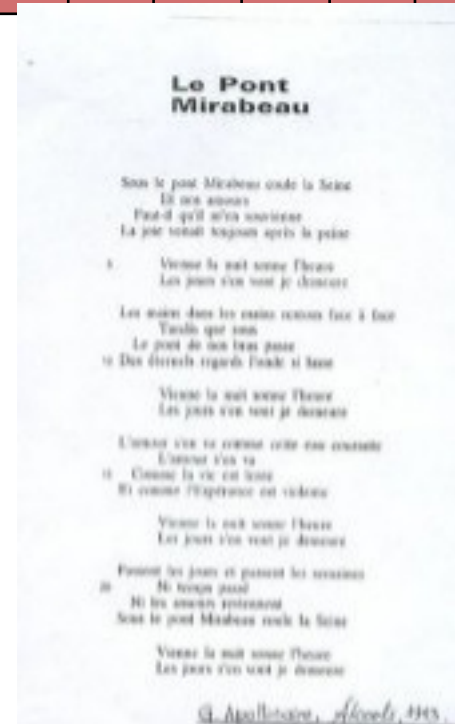 Le Pont
Mirabeau
Sous le pont Mirabeau coule la Seine
Et nos amours
Faut-il qu'il m'en souvienne
La joie venait toujours après la peine
5 Vienne la nuit sonne l'heure
Les jours s'en vont je demeure
Les mains dans les mains restons face à face
Tandis que sous
Le pont de nos bras passe
10 Des éternels regards l'onde si lasse
Vienne la nuit sonne l'heure
Les jours s'en vont je demeure
L'amour s'en va comme cette eau courante
L'amour s'en va
15 Comme la vie est lente
Et comme l'Espérance est violente
Vienne la nuit sonne l'heure
Les jours s'en vont je demeure
Passent les jours et passent les semaines
20 Ni temps passé
Ni les amours reviennent
Sous le pont Mirabeau coule la Seine
Vienne la nuit sonne l'heure
Les jours s'en vont je demeure
G. Apollinaire, Alcools, 1913